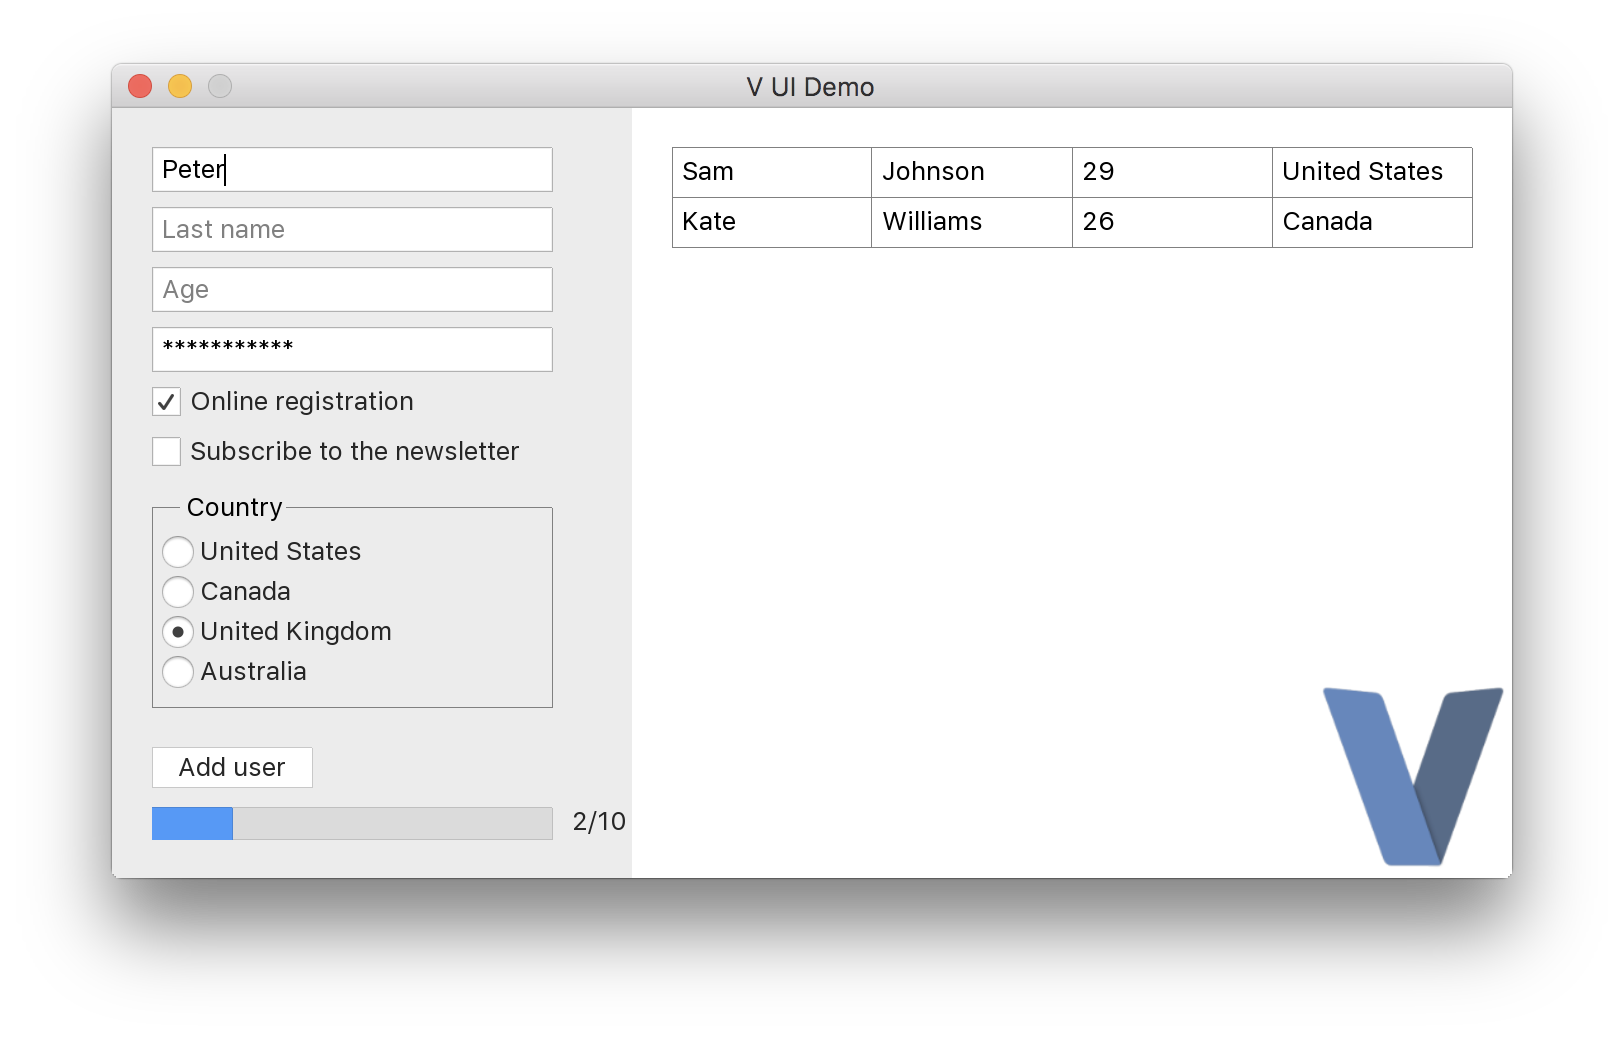 V UI Demo
Peter
Last name
Age
***********
Online registration
Subscribe to the newsletter
Country
United States
Canada
United Kingdom
Australia
Add user
2/10
Sam Johnson 29 United States
Kate Williams 26 Canada
V